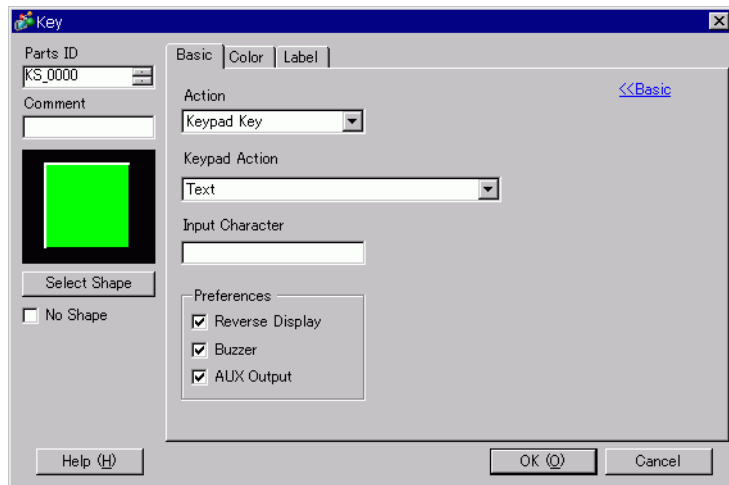 Key
Parts ID
KS_0000
Comment
Select Shape
No Shape
Basic Color Label
<<Basic
Action
Keypad Key
Keypad Action
Text
Input Character
Preferences
Reverse Display
Buzzer
AUX Output
Help (H)
OK (O)
Cancel